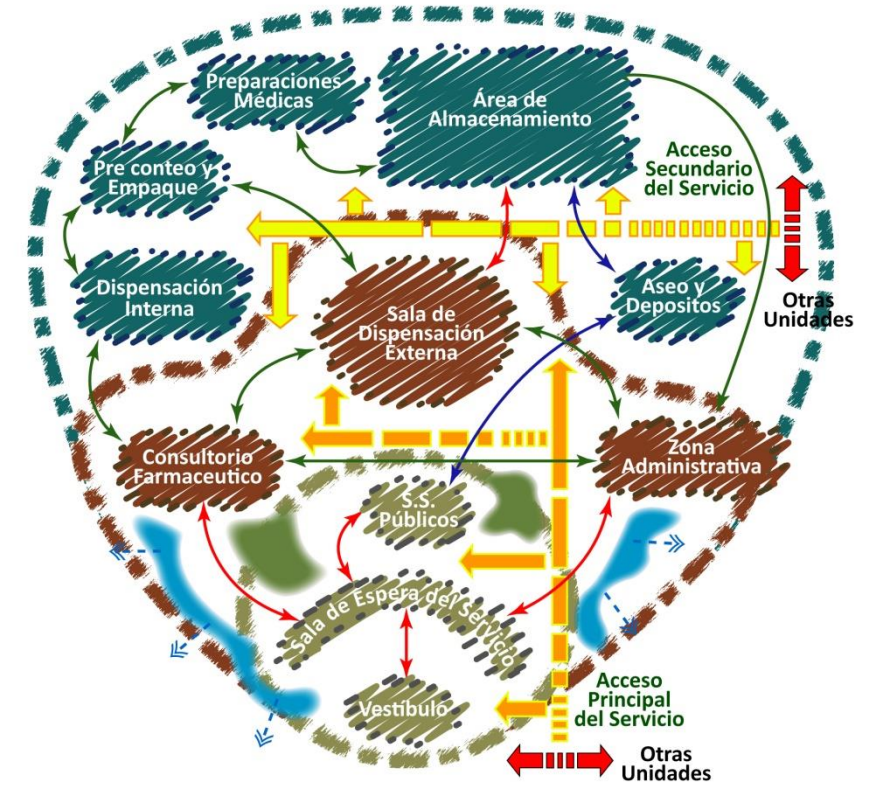 Preparaciones
Médicas
Área de
Almacenamiento
Acceso
Secundario
del Servicio
Pre conteo y
Empaque
Dispensación
Interna
Sala de
Dispensación
Externa
Aseo y
Depositos
Otras
Unidades
Consultorio
Farmaceutico
Zona
Administrativa
S.S.
Públicos
Sala de Espera del Servicio
Vestíbulo
Acceso
Principal
del Servicio
Otras
Unidades